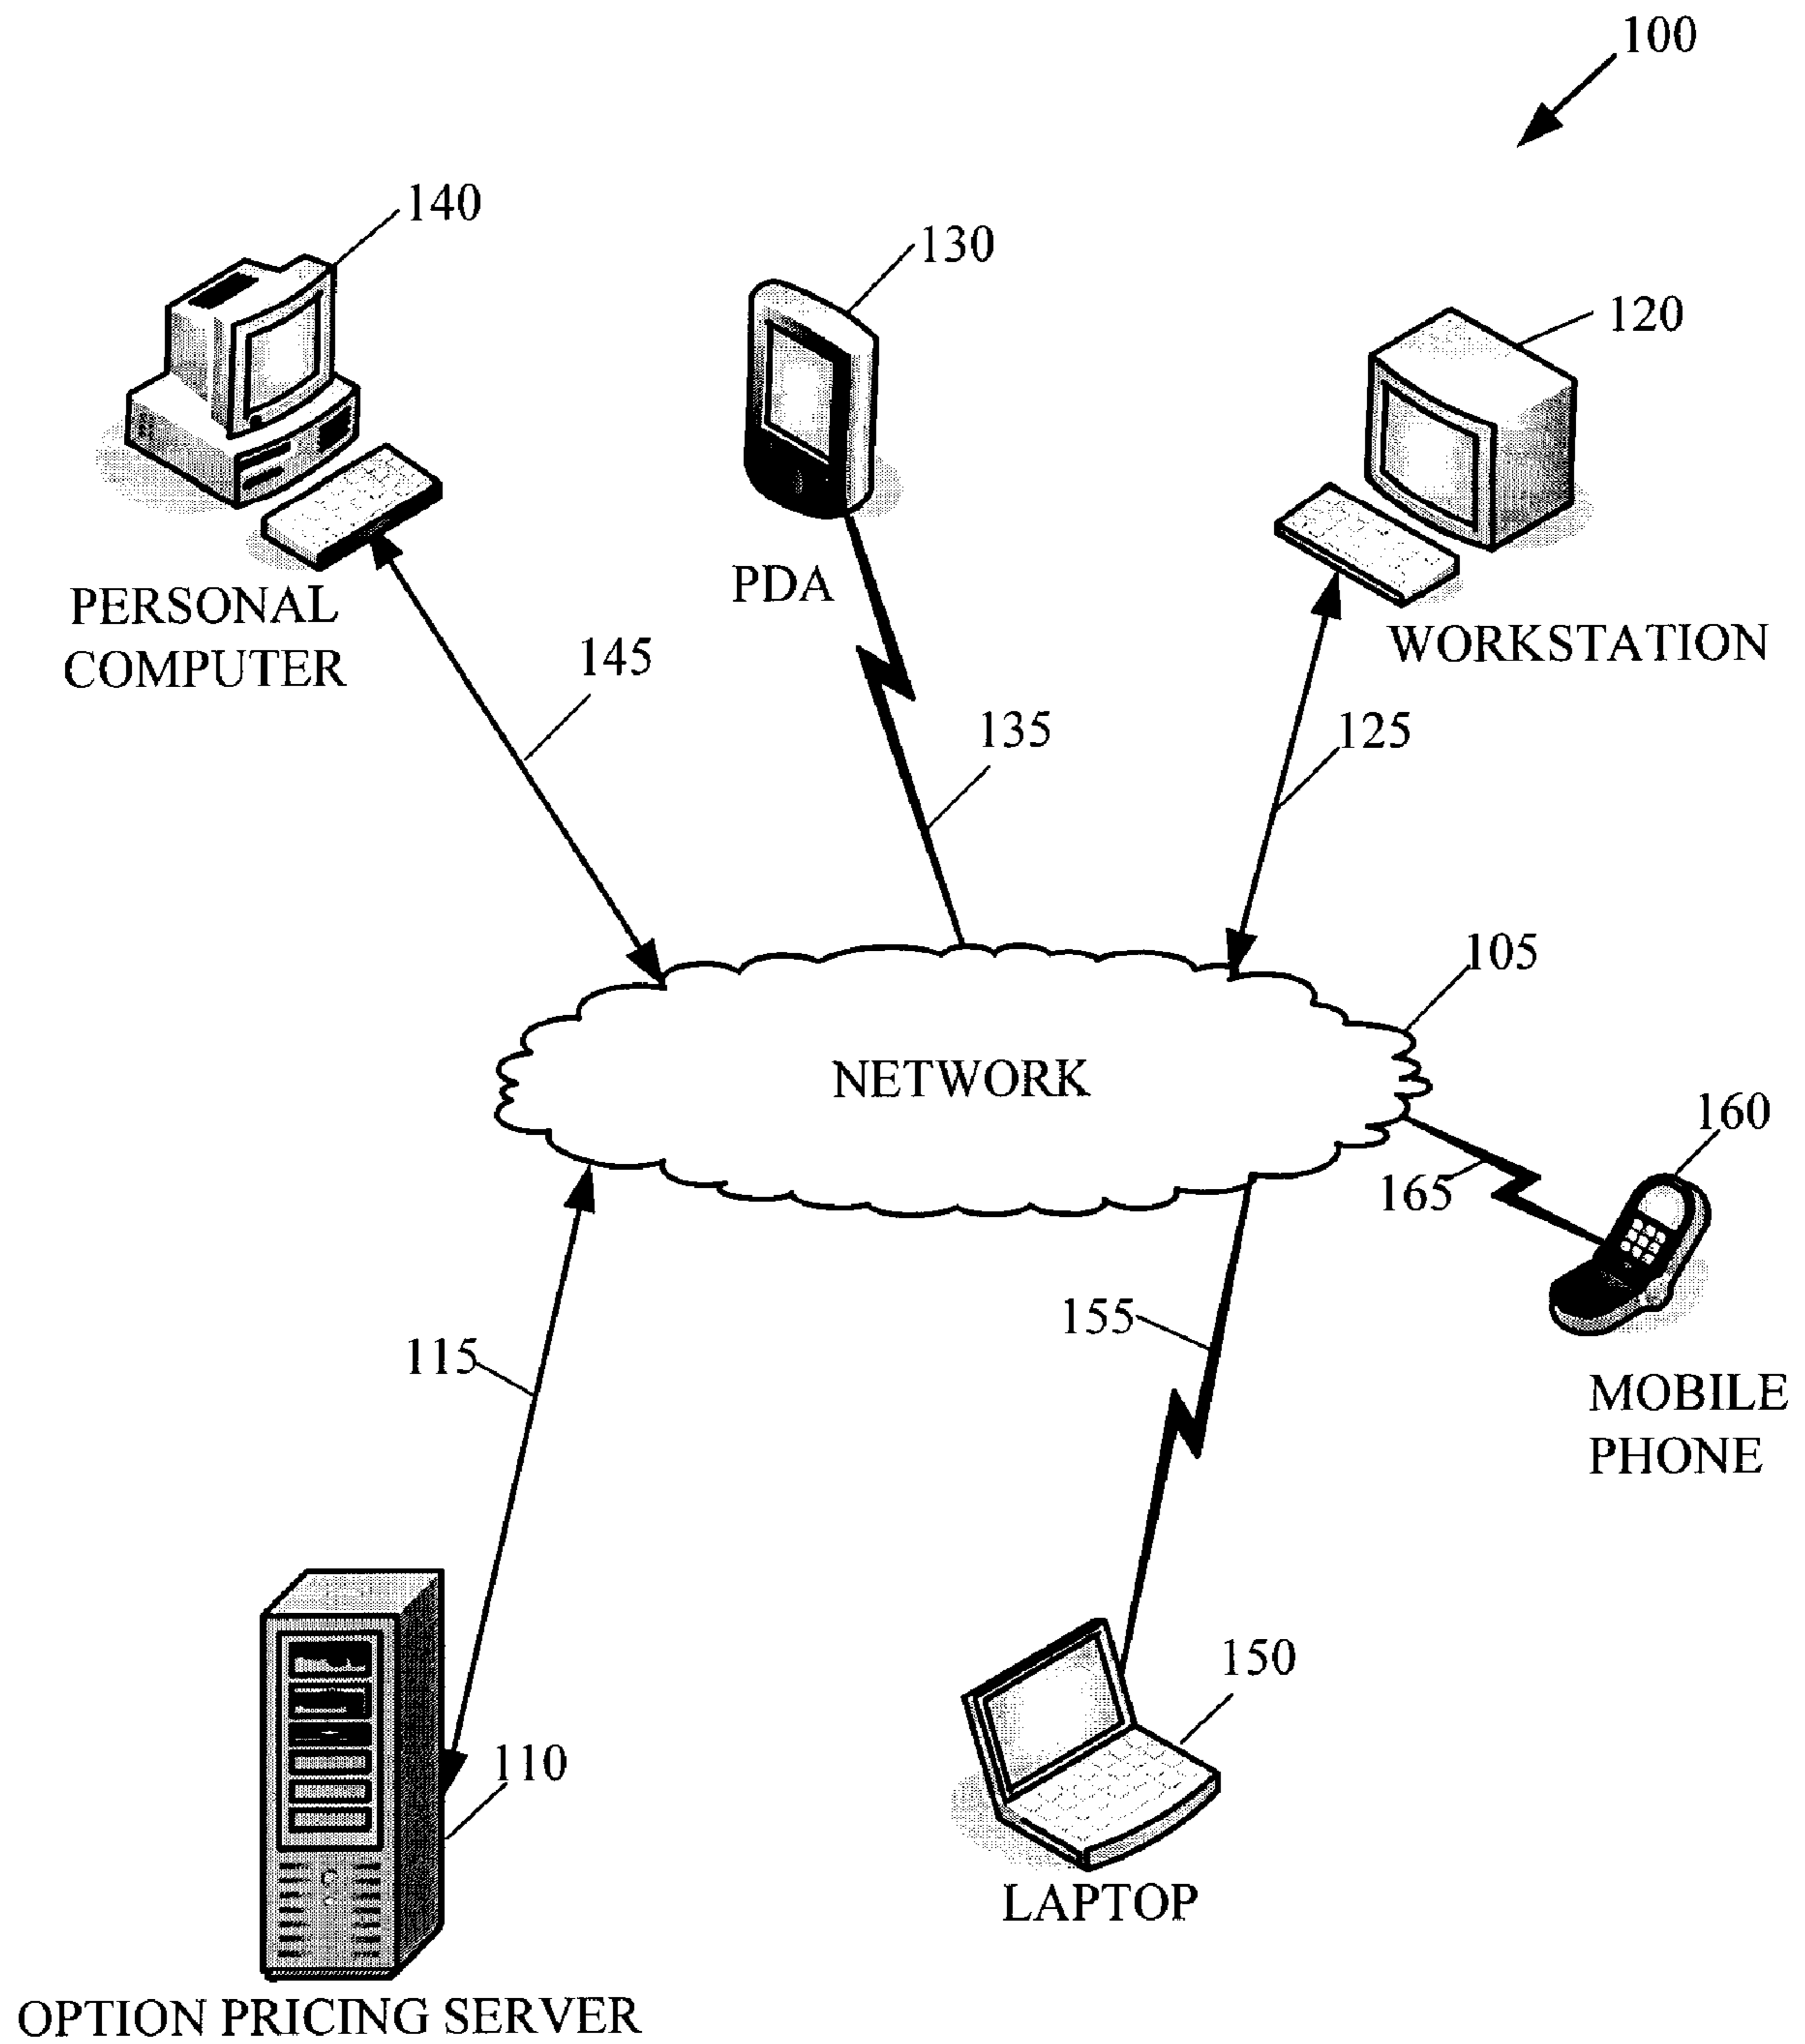 100
140
130
120
PERSONAL
COMPUTER
PDA
WORKSTATION
145
135
125
105
NETWORK
160
165
155
115
MOBILE
PHONE
150
110
LAPTOP
OPTION PRICING SERVER